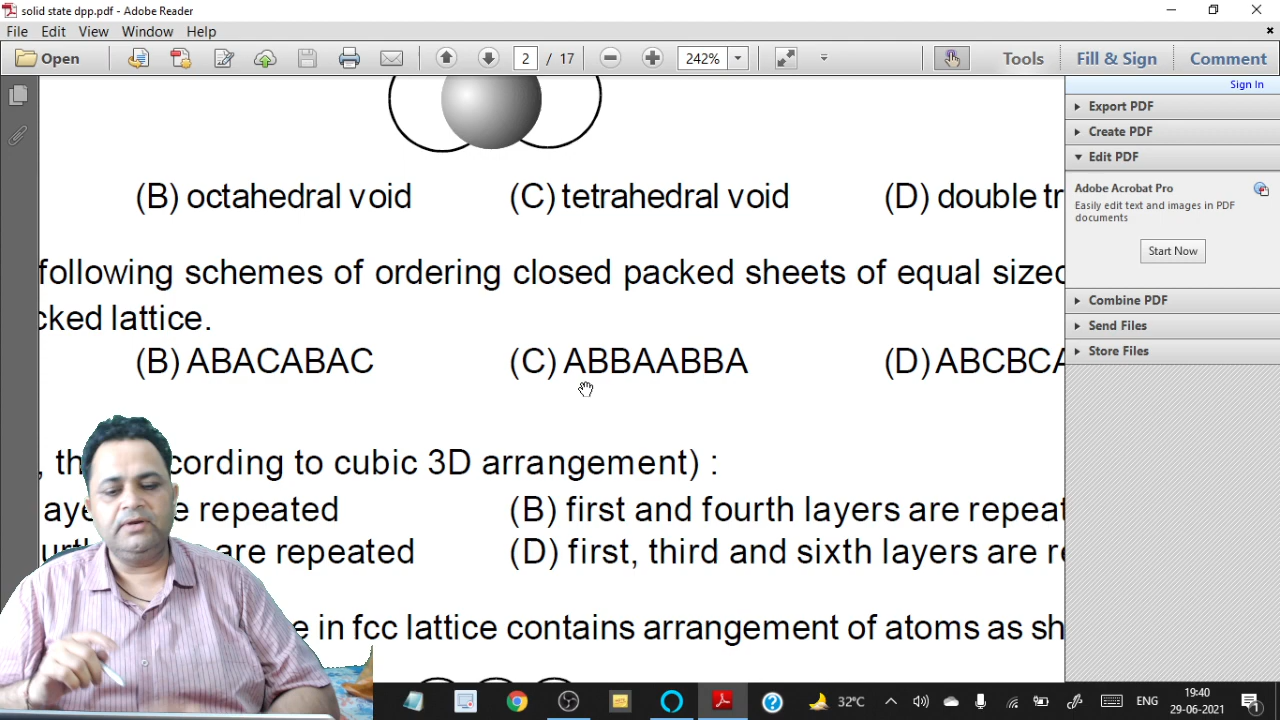 solid state dpp.pdf - Adobe Reader
File Edit View Window Help
Open 2 / 17 242% Tools Fill & Sign Comment
Sign In
Export PDF
Create PDF
Edit PDF
Adobe Acrobat Pro
Easily edit text and images in PDF
documents
Start Now
Combine PDF
Send Files
Store Files
(B) octahedral void (C) tetrahedral void (D) double tr
following schemes of ordering closed packed sheets of equal sized
cked lattice.
(B) ABACABAC (C) ABBAABBA (D) ABCBCA
, th cording to cubic 3D arrangement) :
aye e repeated (B) first and fourth layers are repeat
urth are repeated (D) first, third and sixth layers are re
e in fcc lattice contains arrangement of atoms as sh
32°C ENG 19:40
29-06-2021